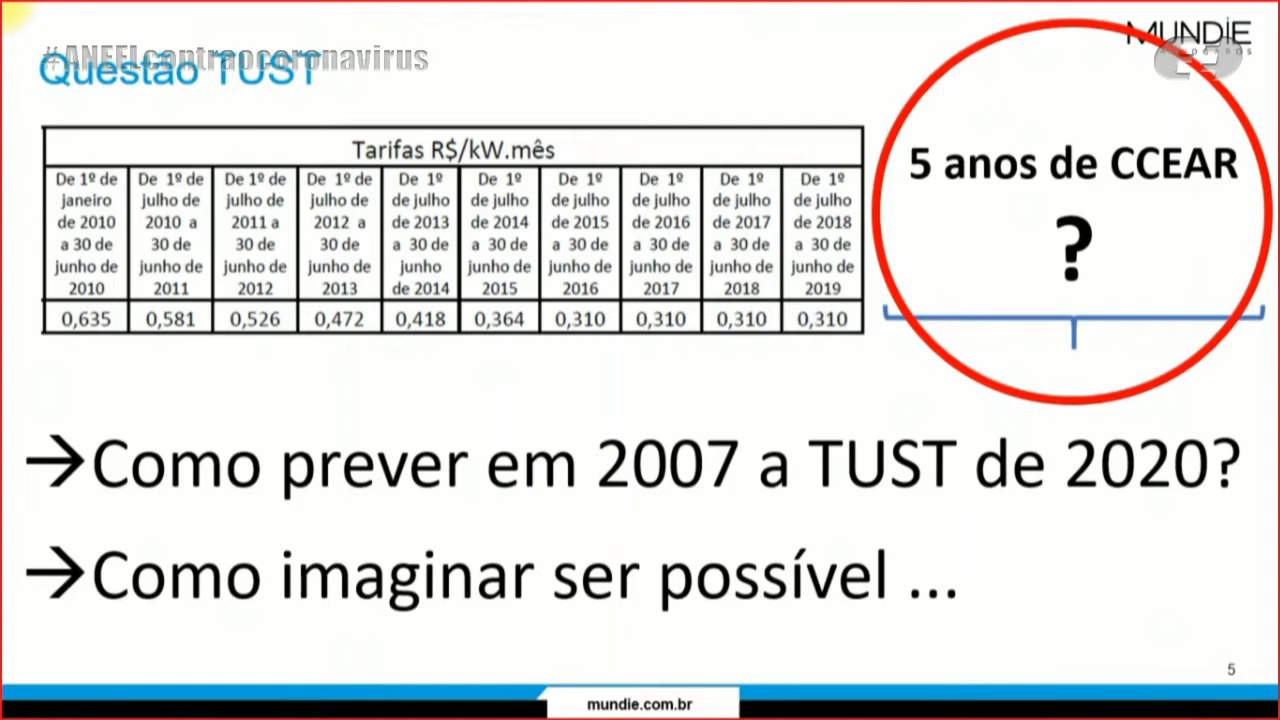 #ANEELcontraocoronavirus
Questão TUST
MUNDIE
ADVOGADOS
Tarifas R$/kW.mês
De 1º de janeiro de 2010 a 30 de junho de 2010
De 1º de julho de 2010 a 30 de junho de 2011
De 1º de julho de 2011 a 30 de junho de 2012
De 1º de julho de 2012 a 30 de junho de 2013
De 1º de julho de 2013 a 30 de junho de 2014
De 1º de julho de 2014 a 30 de junho de 2015
De 1º de julho de 2015 a 30 de junho de 2016
De 1º de julho de 2016 a 30 de junho de 2017
De 1º de julho de 2017 a 30 de junho de 2018
De 1º de julho de 2018 a 30 de junho de 2019
0,635 0,581 0,526 0,472 0,418 0,364 0,310 0,310 0,310 0,310
5 anos de CCEAR
?
→Como prever em 2007 a TUST de 2020?
→Como imaginar ser possível ...
5
mundie.com.br